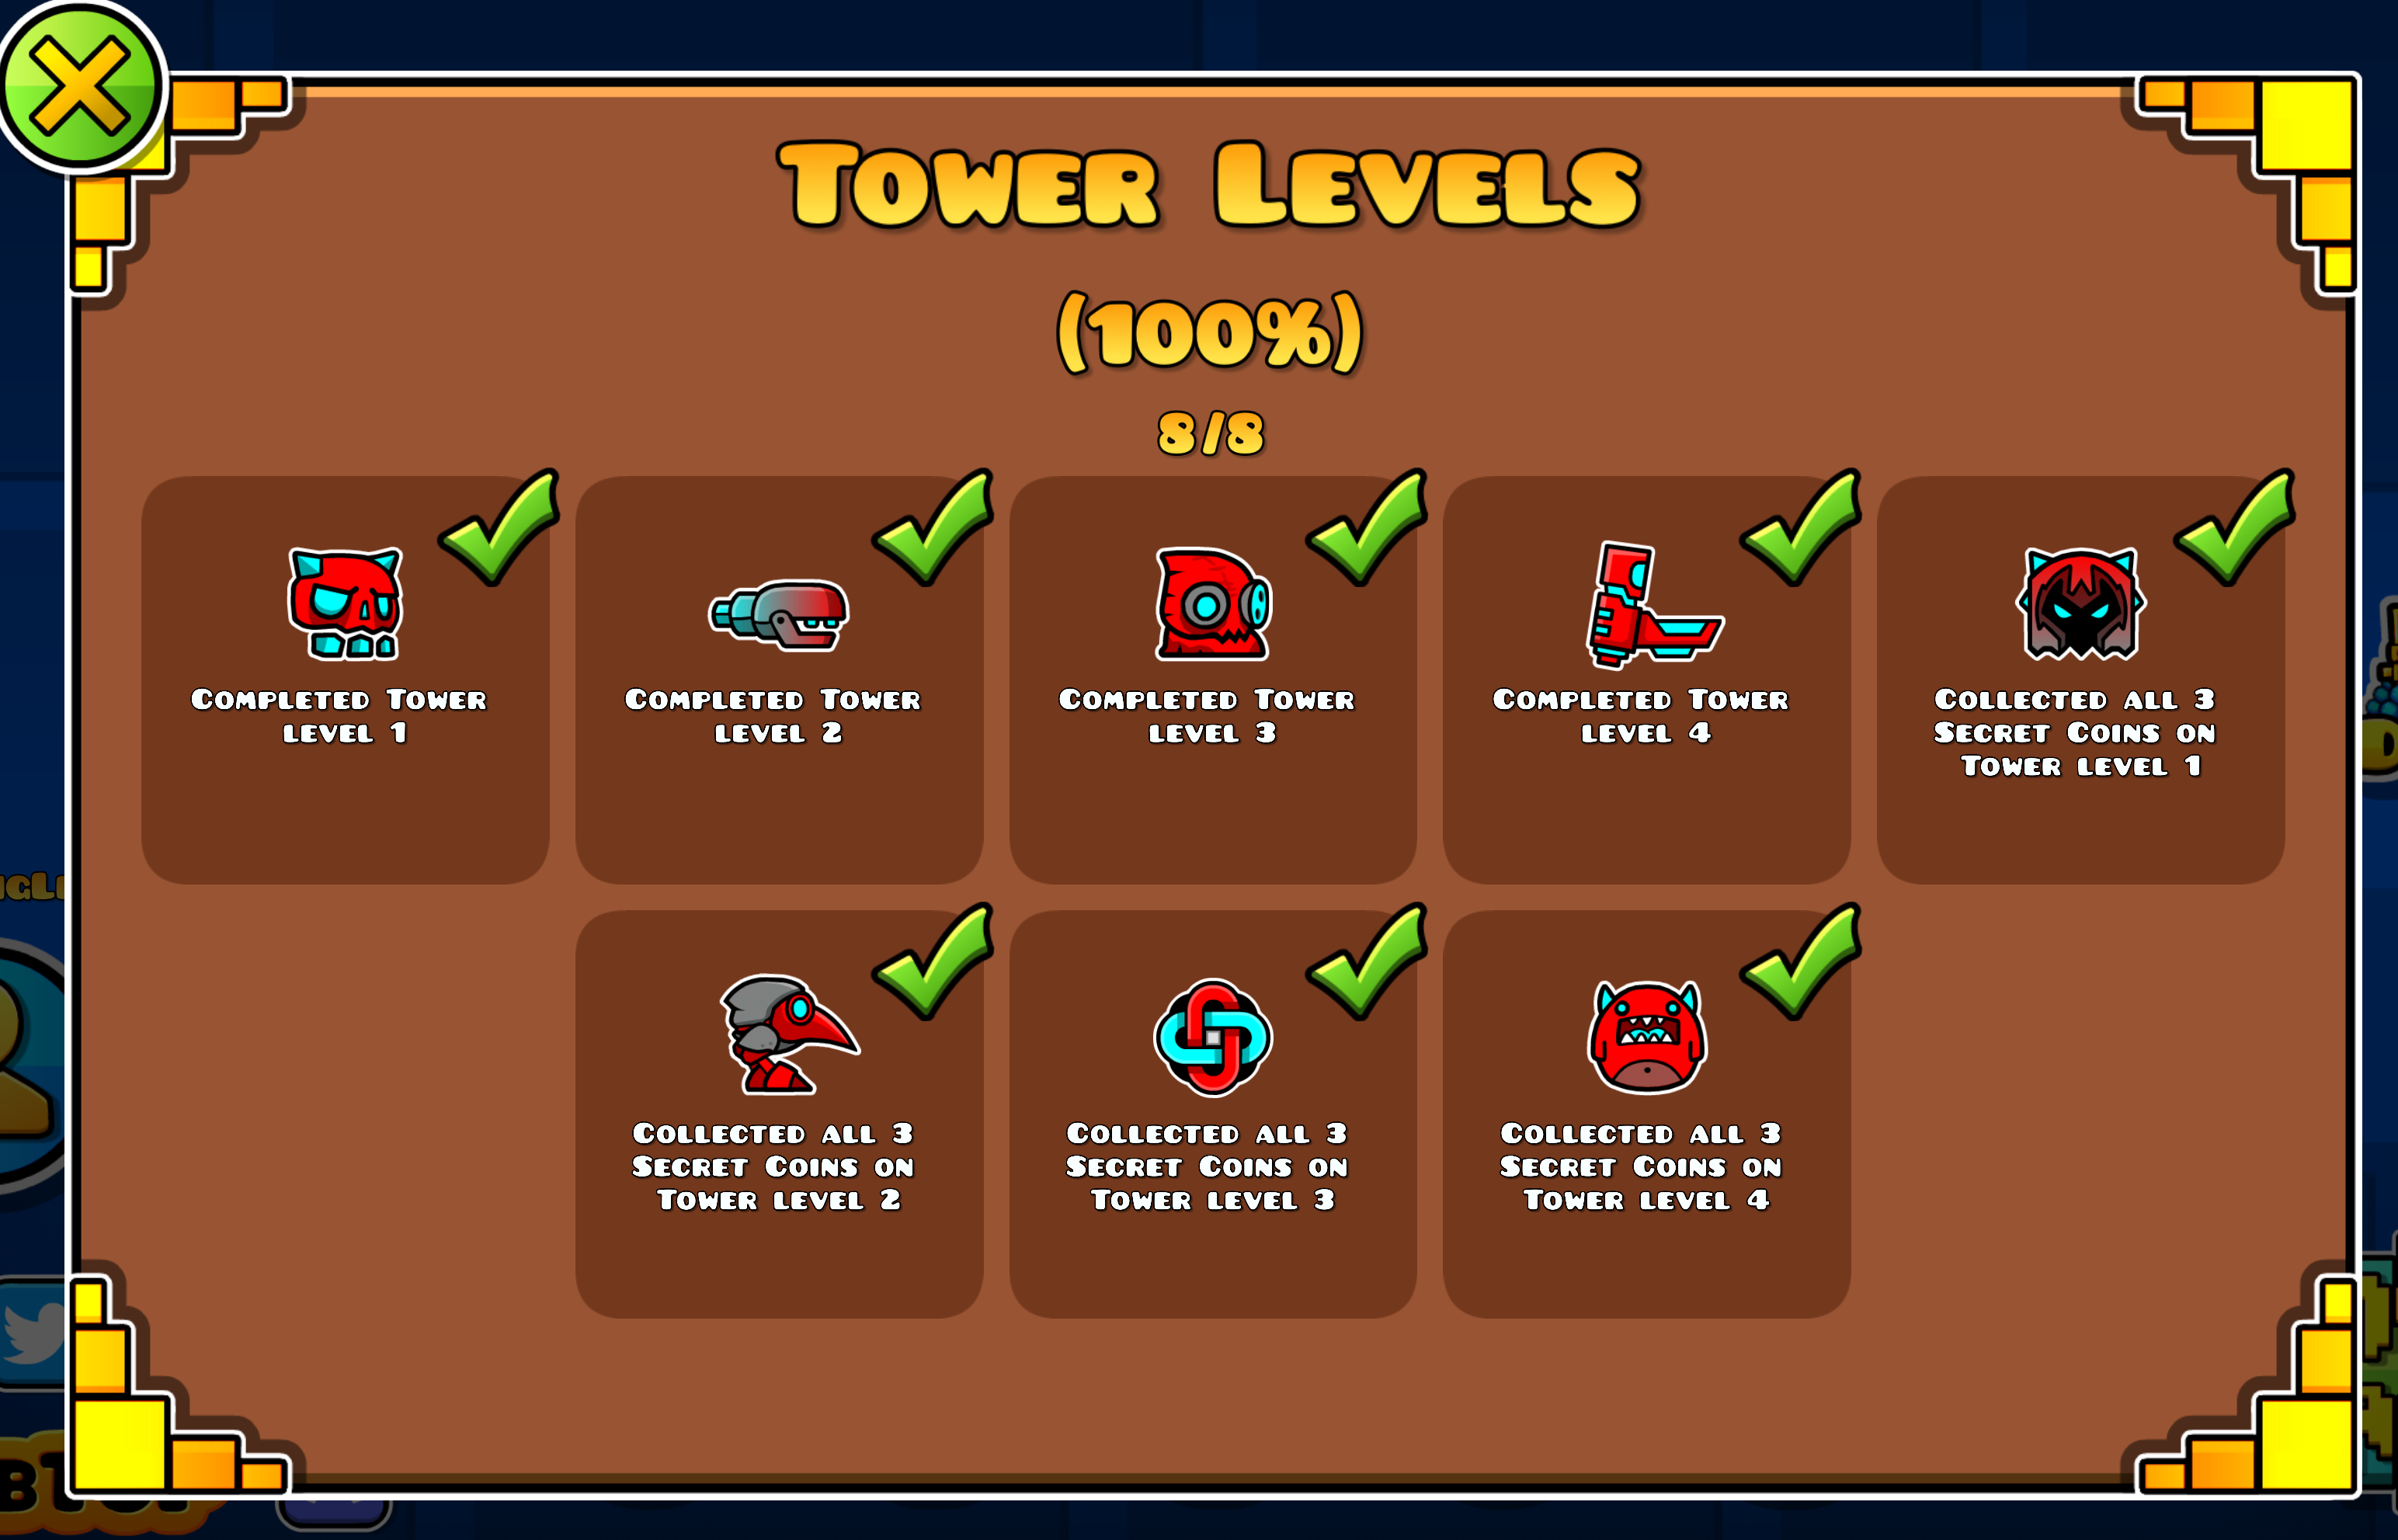 Tower Levels
(100%)
8/8
Completed Tower
level 1
Completed Tower
level 2
Completed Tower
level 3
Completed Tower
level 4
Collected all 3
Secret Coins on
Tower level 1
Collected all 3
Secret Coins on
Tower level 2
Collected all 3
Secret Coins on
Tower level 3
Collected all 3
Secret Coins on
Tower level 4